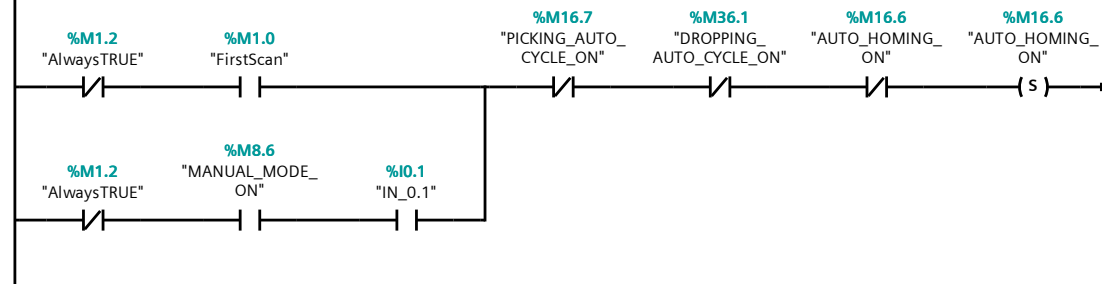 %M16.7
%M36.1
%M16.6
%M16.6
%M1.2
%M1.0
"PICKING_AUTO_
"DROPPING_
"AUTO_HOMING_
"AUTO_HOMING_
"AlwaysTRUE"
"FirstScan"
CYCLE_ON"
AUTO_CYCLE_ON"
ON"
ON"
S
%M8.6
%M1.2
"MANUAL_MODE_
%I0.1
"AlwaysTRUE"
ON"
"IN_0.1"